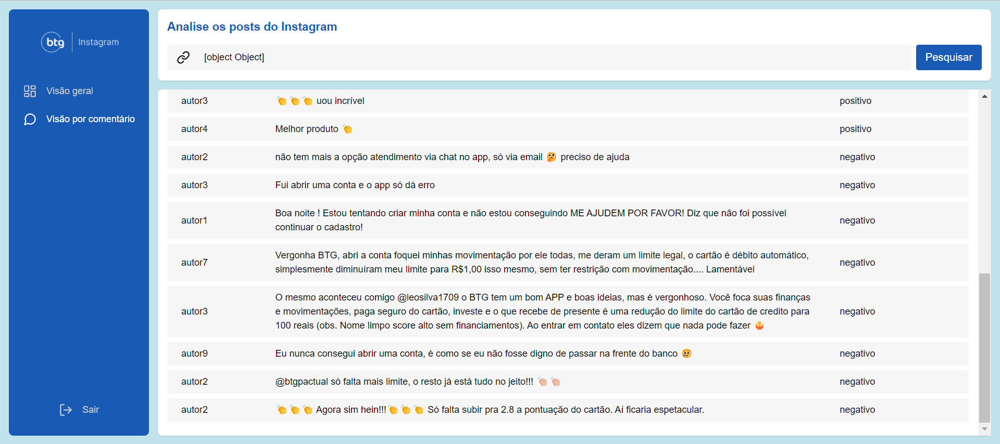 btg | Instagram
Visão geral
Visão por comentário
Sair
Analise os posts do Instagram
[object Object]
Pesquisar
autor3 👏👏👏 uou incrível positivo
autor4 Melhor produto 👏 positivo
autor2 não tem mais a opção atendimento via chat no app, só via email 🤔 preciso de ajuda negativo
autor3 Fui abrir uma conta e o app só dá erro negativo
autor1 Boa noite ! Estou tentando criar minha conta e não estou conseguindo ME AJUDEM POR FAVOR! Diz que não foi possível
continuar o cadastro! negativo
autor7 Vergonha BTG, abri a conta foquei minhas movimentação por ele todas, me deram um limite legal, o cartão é débito automático,
simplesmente diminuíram meu limite para R$1,00 isso mesmo, sem ter restrição com movimentação.... Lamentável negativo
autor3 O mesmo aconteceu comigo @leosilva1709 o BTG tem um bom APP e boas ideias, mas é vergonhoso. Você foca suas finanças
e movimentações, paga seguro do cartão, investe e o que recebe de presente é uma redução do limite do cartão de credito para
100 reais (obs. Nome limpo score alto sem financiamentos). Ao entrar em contato eles dizem que nada pode fazer 🤷 negativo
autor9 Eu nunca consegui abrir uma conta, é como se eu não fosse digno de passar na frente do banco 😢 negativo
autor2 @btgpactual só falta mais limite, o resto já está tudo no jeito!!! 👏🏻👏🏻 negativo
autor2 👏👏👏 Agora sim hein!!!👏👏👏 Só falta subir pra 2.8 a pontuação do cartão. Aí ficaria espetacular. negativo